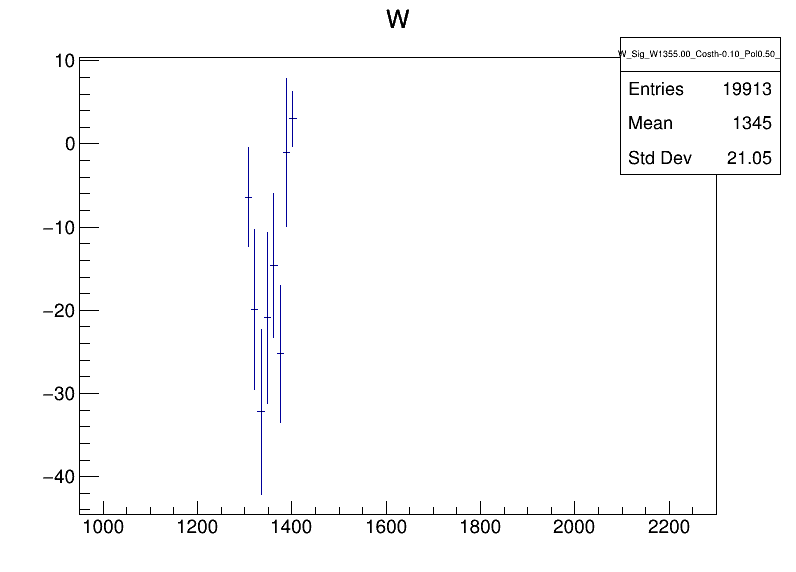 W
W_Sig_W1355.00_Costh-0.10_Pol0.50_
Entries 19913
Mean 1345
Std Dev 21.05
10
0
−10
−20
−30
−40
1000 1200 1400 1600 1800 2000 2200